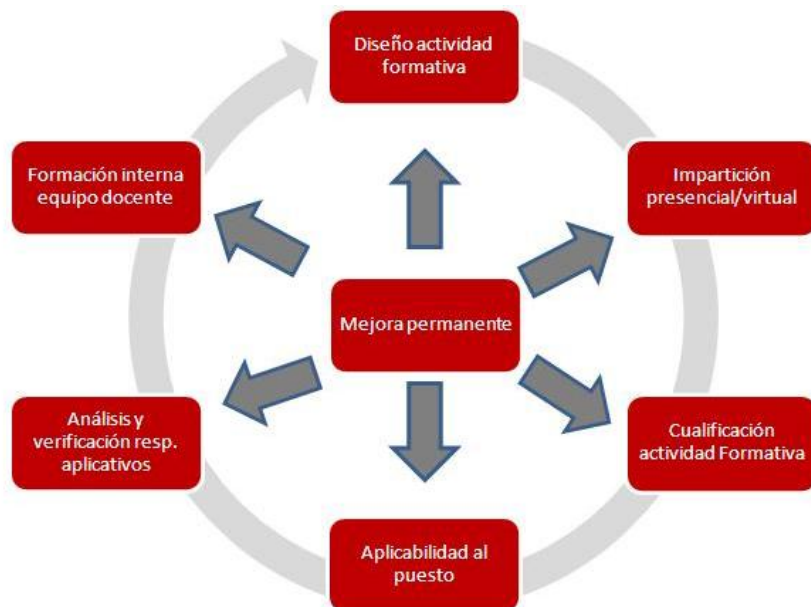 Diseño actividad
formativa
Formación interna
equipo docente
Impartición
presencial/virtual
Mejora permanente
Análisis y
verificación resp.
aplicativos
Cualificación
actividad Formativa
Aplicabilidad al
puesto